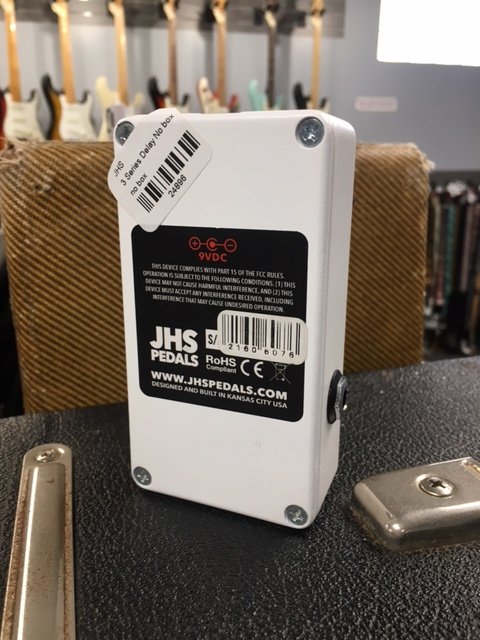 JHS
3 Series Delay No box
no box
24896
+ -
9VDC
THIS DEVICE COMPLIES WITH PART 15 OF THE FCC RULES.
OPERATION IS SUBJECT TO THE FOLLOWING CONDITIONS. (1) THIS
DEVICE MAY NOT CAUSE HARMFUL INTERFERENCE, AND (2) THIS
DEVICE MUST ACCEPT ANY INTERFERENCE RECEIVED, INCLUDING
INTERFERENCE THAT MAY CAUSE UNDESIRED OPERATION.
JHS
PEDALS
S/
21606076
RoHS
Compliant
CE
WWW.JHSPEDALS.COM
DESIGNED AND BUILT IN KANSAS CITY USA